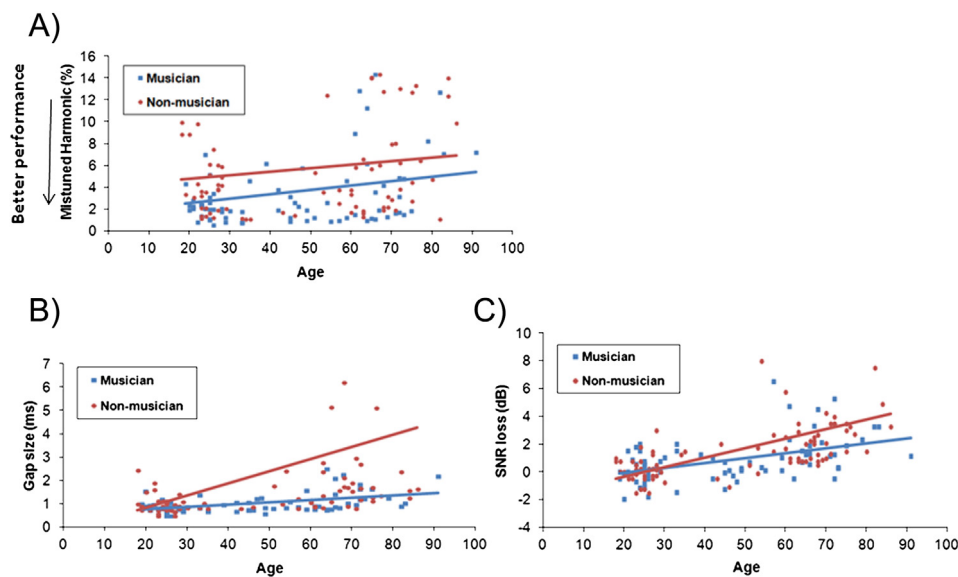 A)
Better performance
Mistuned Harmonic (%)
16
14
12
10
8
6
4
2
0
Musician
Non-musician
0 10 20 30 40 50 60 70 80 90 100
Age
B)
Gap size (ms)
7
6
5
4
3
2
1
0
Musician
Non-musician
0 10 20 30 40 50 60 70 80 90 100
Age
C)
SNR loss (dB)
10
8
6
4
2
0
-2
-4
Musician
Non-musician
0 10 20 30 40 50 60 70 80 90 100
Age